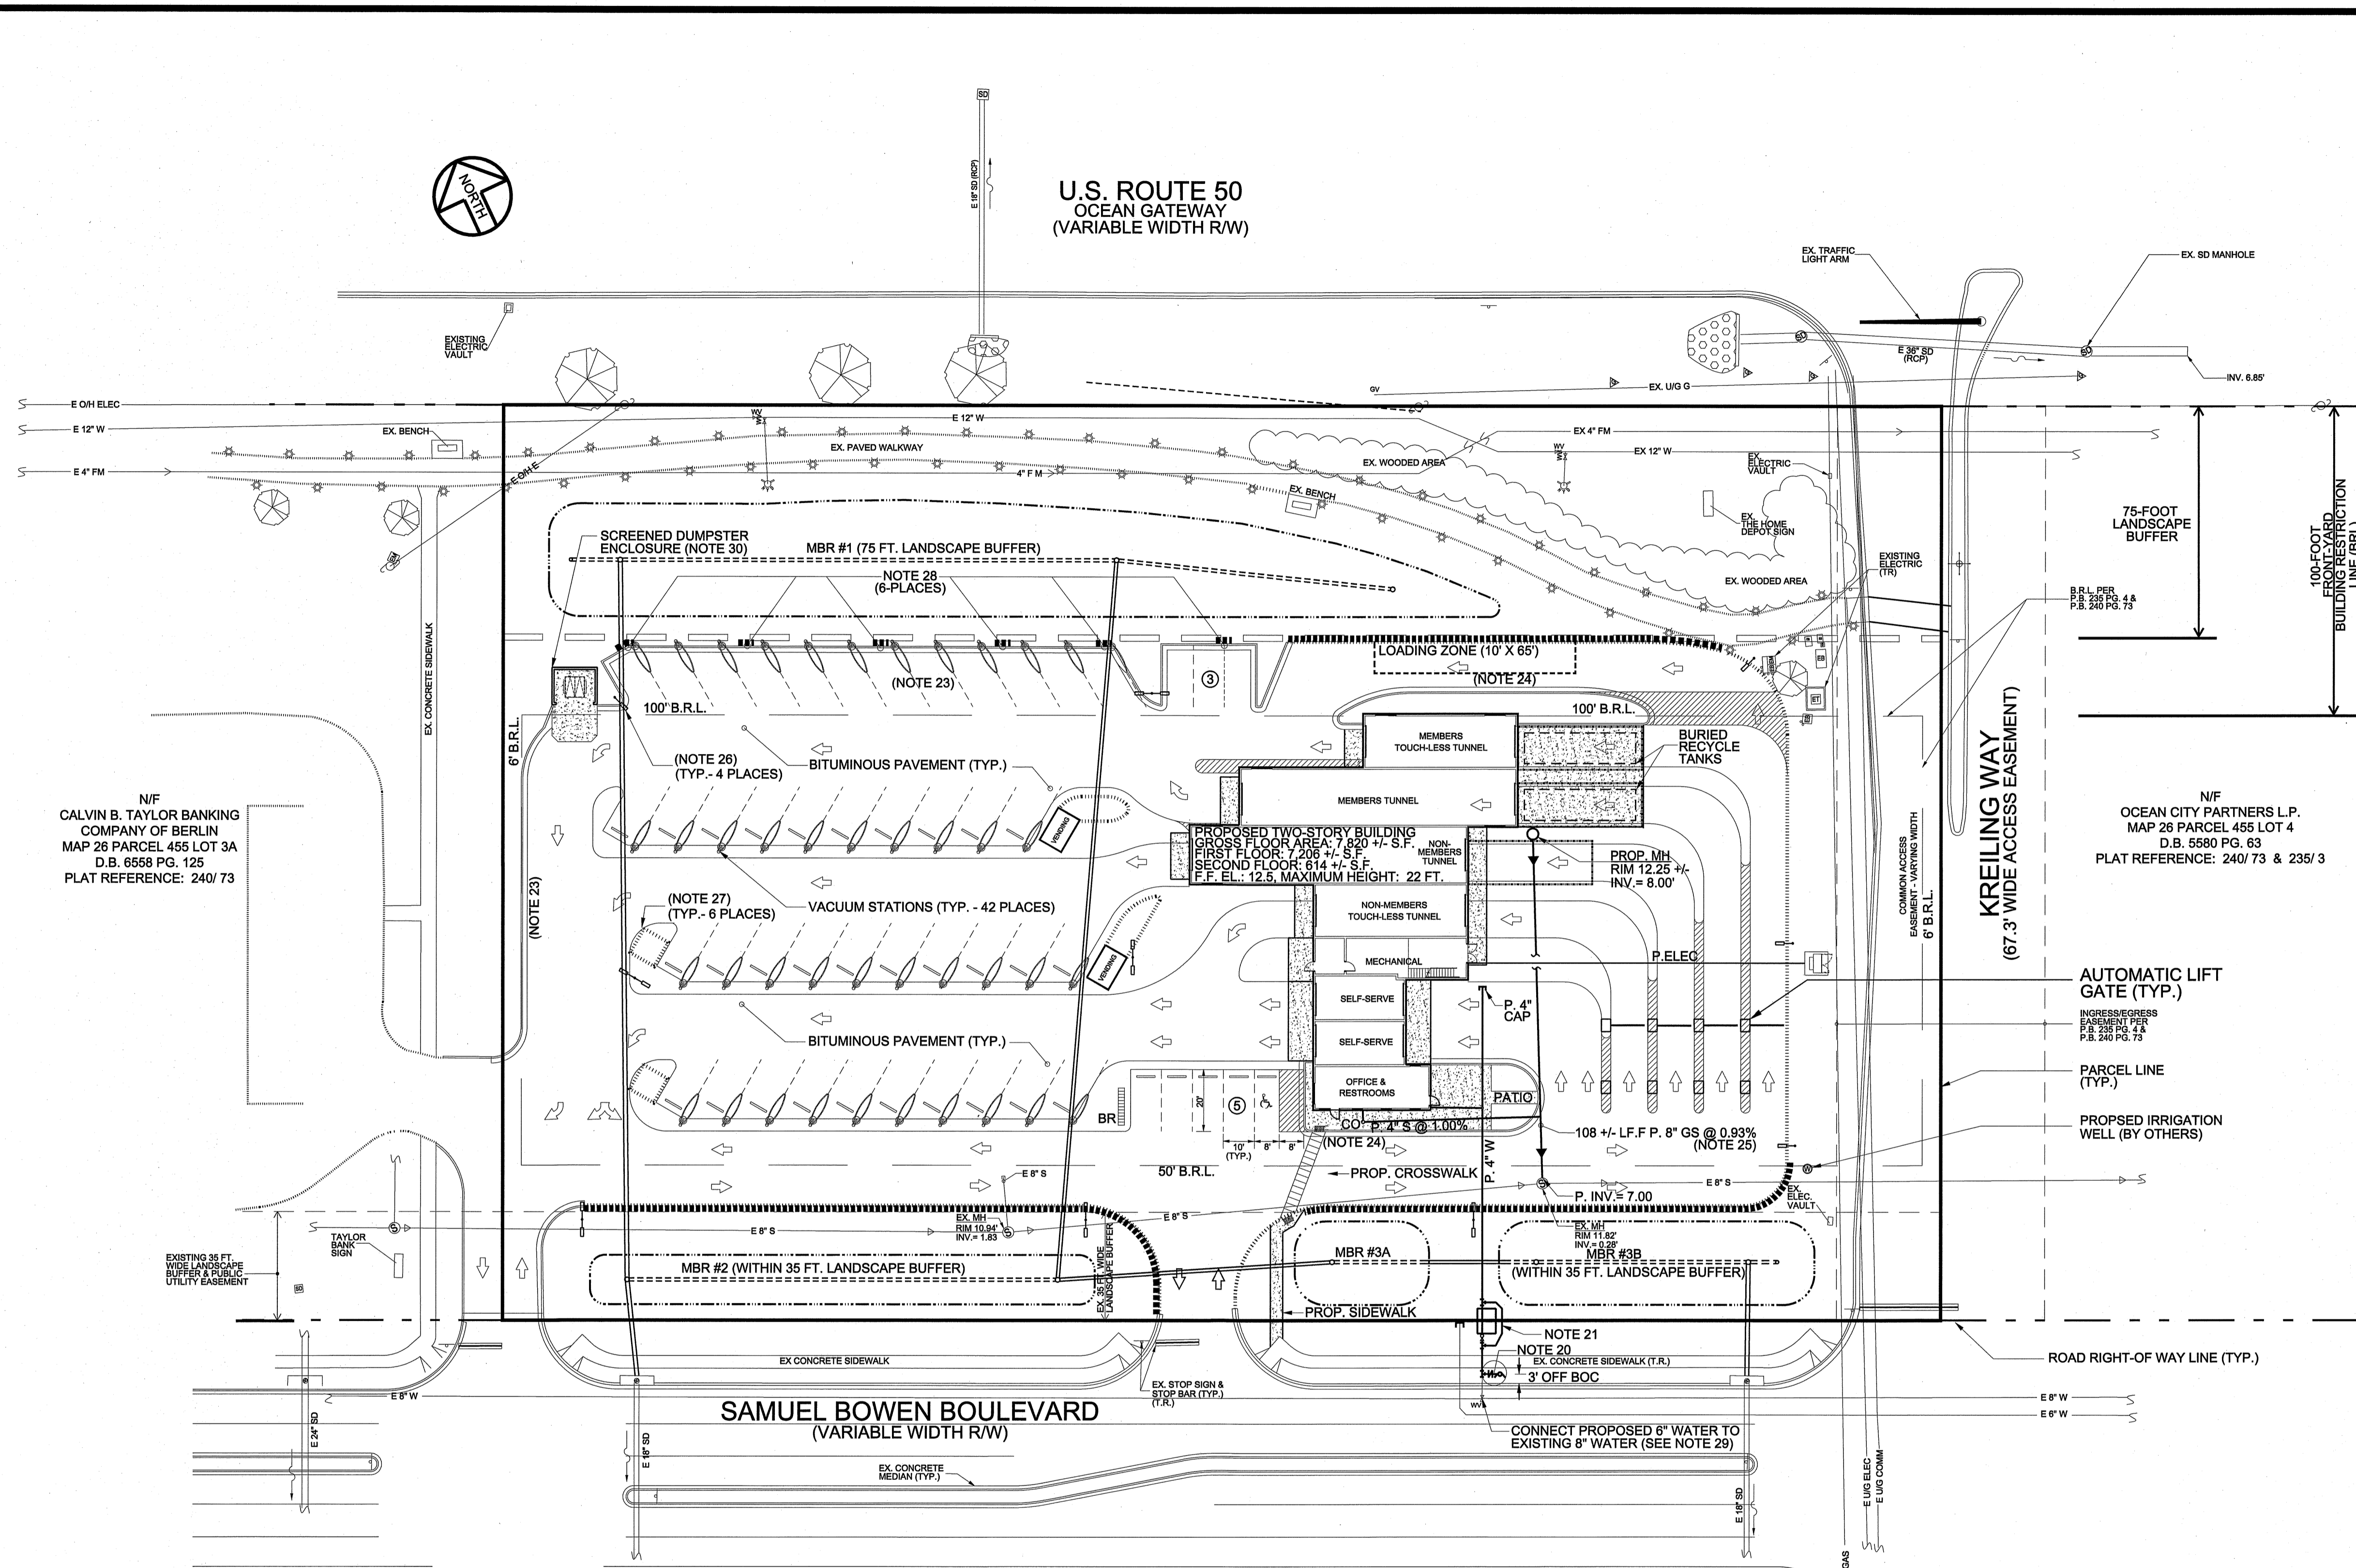 SD
E 18" SD (RCP)
NORTH
U.S. ROUTE 50
OCEAN GATEWAY
(VARIABLE WIDTH R/W)
EX. TRAFFIC
LIGHT ARM
EX. SD MANHOLE
EXISTING
ELECTRIC
VAULT
SD
SD
E 36" SD
(RCP)
INV. 6.85'
EX. U/G G
GV
E O/H ELEC
E 12" W
E 12" W
WV
EX. BENCH
EX. PAVED WALKWAY
EX 4" FM
EX 12" W
WV
E 4" FM
E O/H E
4" F M
EX. WOODED AREA
EX.
ELECTRIC
VAULT
EX. BENCH
EX.
THE HOME
DEPOT SIGN
75-FOOT
LANDSCAPE
BUFFER
100-FOOT
FRONT-YARD
BUILDING RESTRICTION
LINE (BRL)
SCREENED DUMPSTER
ENCLOSURE (NOTE 30)
MBR #1 (75 FT. LANDSCAPE BUFFER)
EXISTING
ELECTRIC
(TR)
NOTE 28
(6-PLACES)
EX. WOODED AREA
B.R.L. PER
P.B. 235 PG. 4 &
P.B. 240 PG. 73
EX. CONCRETE SIDEWALK
LOADING ZONE (10' X 65')
(NOTE 23)
3
(NOTE 24)
EB
ET
6' B.R.L.
100' B.R.L.
100' B.R.L.
MEMBERS
TOUCH-LESS TUNNEL
BURIED
RECYCLE
TANKS
(NOTE 26)
(TYP.- 4 PLACES)
BITUMINOUS PAVEMENT (TYP.)
MEMBERS TUNNEL
VENDING
N/F
CALVIN B. TAYLOR BANKING
COMPANY OF BERLIN
MAP 26 PARCEL 455 LOT 3A
D.B. 6558 PG. 125
PLAT REFERENCE: 240/ 73
PROPOSED TWO-STORY BUILDING
GROSS FLOOR AREA: 7,820 +/- S.F.
FIRST FLOOR: 7,206 +/- S.F.
SECOND FLOOR: 614 +/- S.F.
F.F. EL.: 12.5, MAXIMUM HEIGHT: 22 FT.
NON-
MEMBERS
TUNNEL
PROP. MH
RIM 12.25 +/-
INV.= 8.00'
COMMON ACCESS
EASEMENT - VARYING WIDTH
6' B.R.L.
KREILING WAY
(67.3' WIDE ACCESS EASEMENT)
N/F
OCEAN CITY PARTNERS L.P.
MAP 26 PARCEL 455 LOT 4
D.B. 5580 PG. 63
PLAT REFERENCE: 240/ 73 & 235/ 3
(NOTE 23)
(NOTE 27)
(TYP.- 6 PLACES)
VACUUM STATIONS (TYP. - 42 PLACES)
NON-MEMBERS
TOUCH-LESS TUNNEL
VENDING
MECHANICAL
P.ELEC
AUTOMATIC LIFT
GATE (TYP.)
SELF-SERVE
P. 4"
CAP
INGRESS/EGRESS
EASEMENT PER
P.B. 235 PG. 4 &
P.B. 240 PG. 73
BITUMINOUS PAVEMENT (TYP.)
SELF-SERVE
PARCEL LINE
(TYP.)
OFFICE &
RESTROOMS
PATIO
BR
20'
5
CO
P. 4" S @ 1.00%
PROPSED IRRIGATION
WELL (BY OTHERS)
10'
(TYP.)
8'
8'
(NOTE 24)
108 +/- LF.F P. 8" GS @ 0.93%
(NOTE 25)
50' B.R.L.
PROP. CROSSWALK
P. 4" W
W
E 8" S
E 8" S
P. INV.= 7.00
EX.
ELEC.
VAULT
S
E 8" S
EX. MH
RIM 10.94'
INV.= 1.83
S
E 8" S
EX. MH
RIM 11.82'
INV.= 0.28'
TAYLOR
BANK
SIGN
EXISTING 35 FT.
WIDE LANDSCAPE
BUFFER & PUBLIC
UTILITY EASEMENT
MBR #2 (WITHIN 35 FT. LANDSCAPE BUFFER)
EX. 35 FT. WIDE
LANDSCAPE BUFFER
MBR #3A
MBR #3B
(WITHIN 35 FT. LANDSCAPE BUFFER)
SD
PROP. SIDEWALK
NOTE 21
NOTE 20
EX CONCRETE SIDEWALK
EX. CONCRETE SIDEWALK (T.R.)
3' OFF BOC
ROAD RIGHT-OF WAY LINE (TYP.)
EX. STOP SIGN &
STOP BAR (TYP.)
(T.R.)
E 8" W
WV
E 8" W
E 6" W
SAMUEL BOWEN BOULEVARD
(VARIABLE WIDTH R/W)
CONNECT PROPOSED 6" WATER TO
EXISTING 8" WATER (SEE NOTE 29)
E 24" SD
E 18" SD
EX. CONCRETE
MEDIAN (TYP.)
E 18" SD
E U/G ELEC
E U/G COMM
GAS